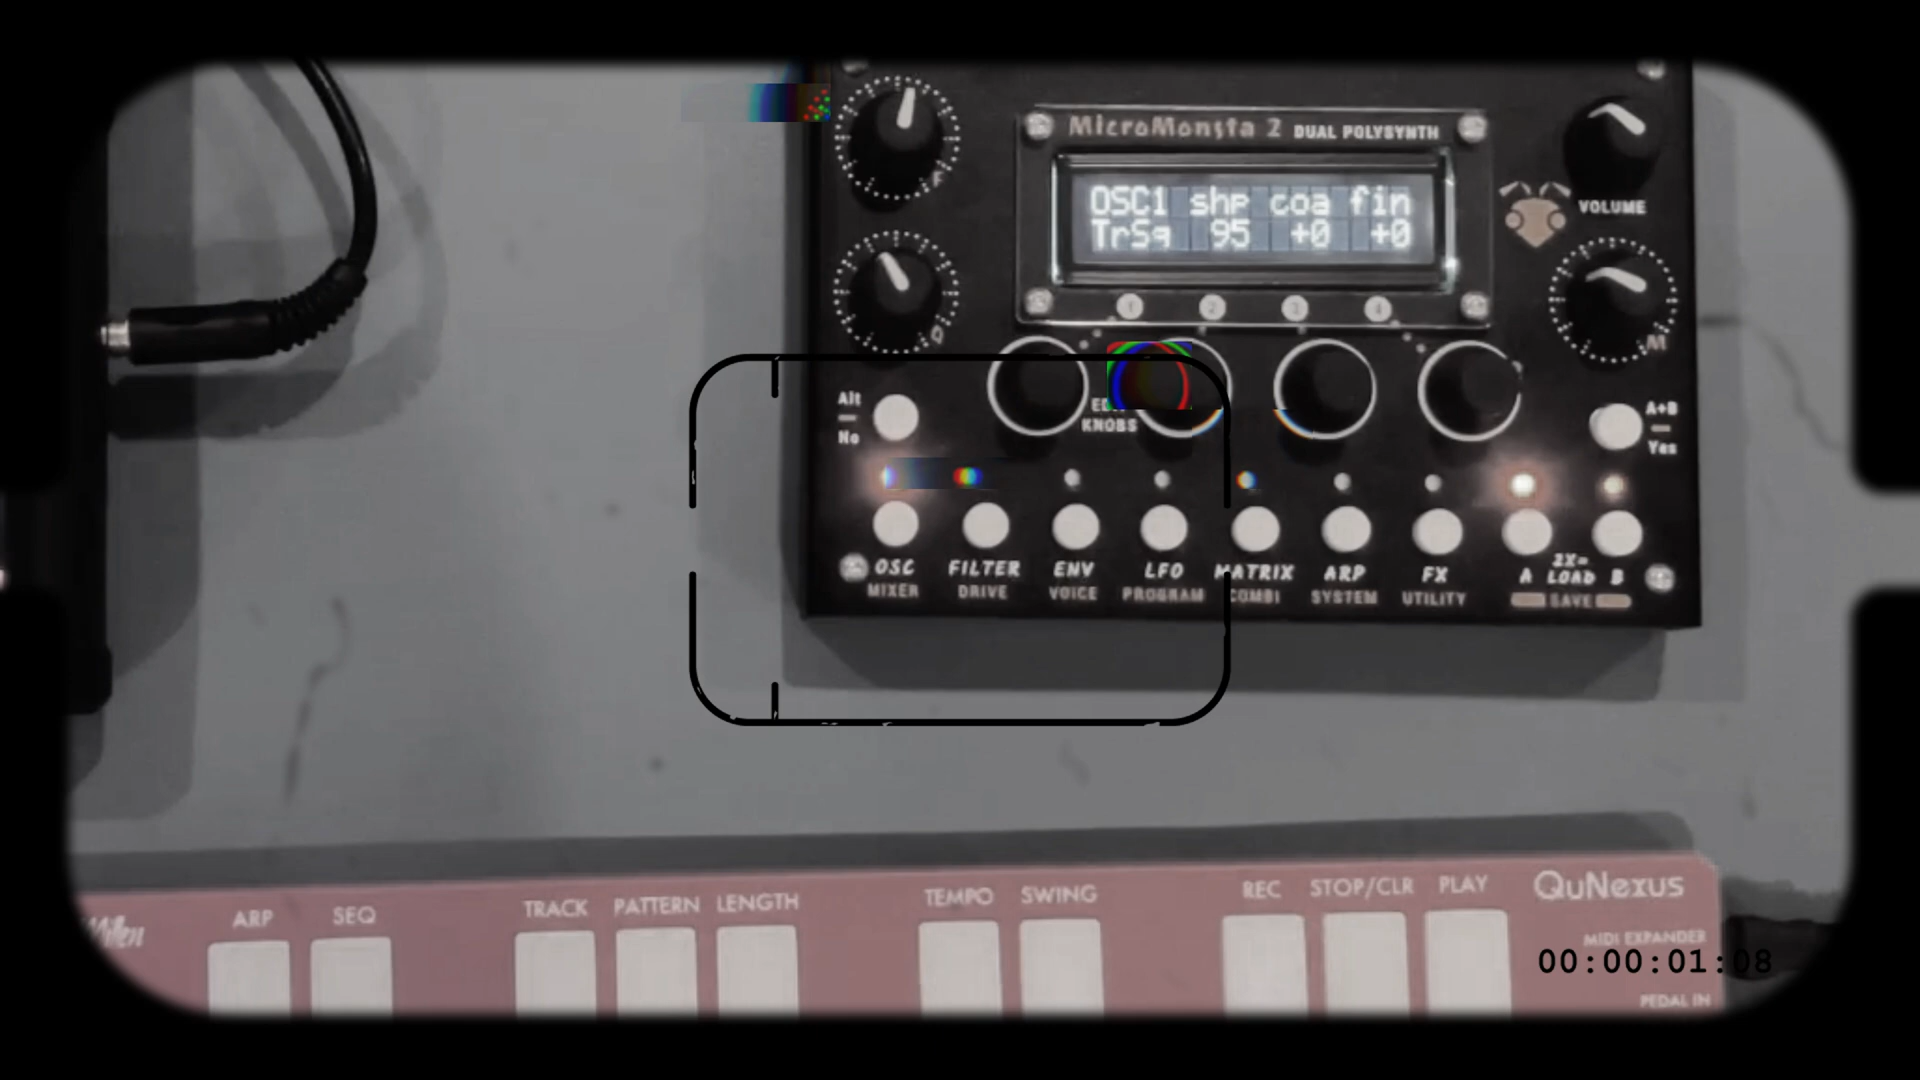 MicroMonsta 2 DUAL POLYSYNTH
OSC1 shp coa fin
TrSq 95 +0 +0
VOLUME
F
D
M
1 2 3 4
Alt
No
KNOBS
A+B
Yes
OSC FILTER ENV LFO MATRIX ARP FX A 2X= LOAD B
MIXER DRIVE VOICE PROGRAM COMBI SYSTEM UTILITY SAVE
ARP SEQ TRACK PATTERN LENGTH TEMPO SWING REC STOP/CLR PLAY QuNexus
MIDI EXPANDER
00:00:01:08
PEDAL IN